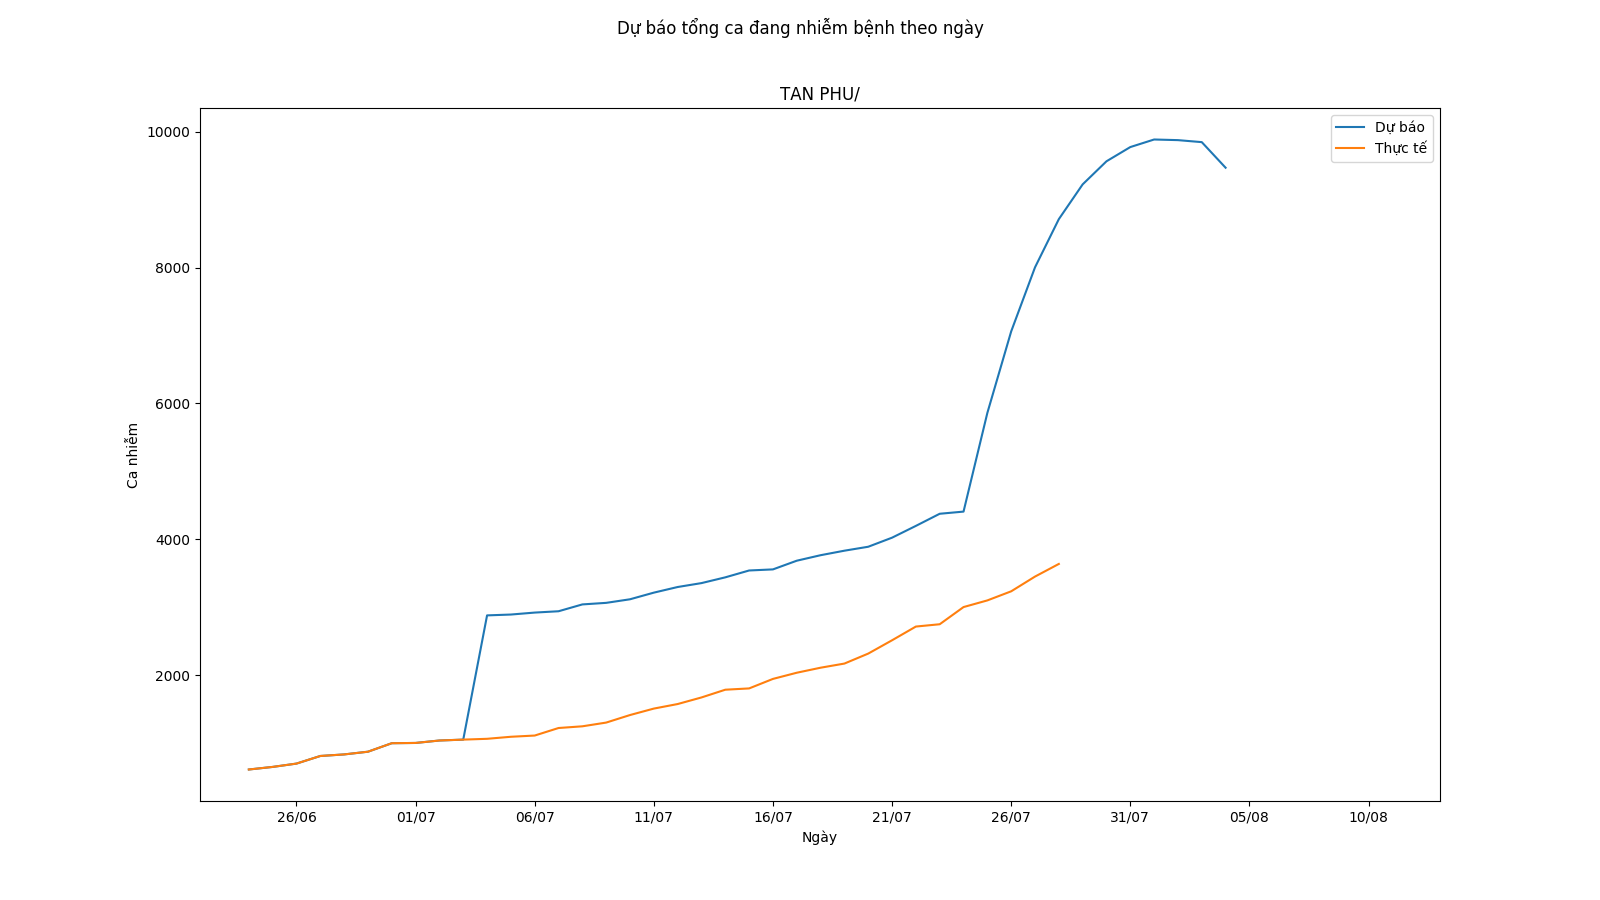 Dự báo tổng ca đang nhiễm bệnh theo ngày
TAN PHU/
Dự báo
Thực tế
10000
8000
6000
4000
2000
Ca nhiễm
26/06 01/07 06/07 11/07 16/07 21/07 26/07 31/07 05/08 10/08
Ngày